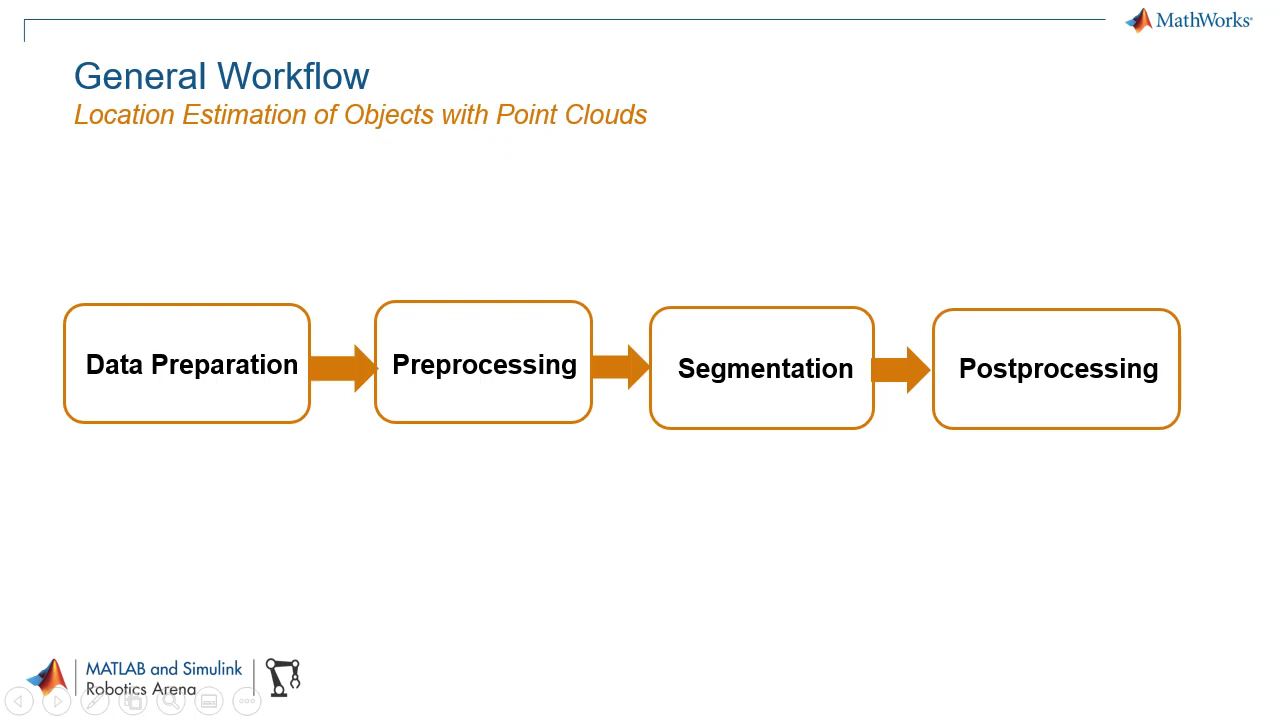 MathWorks®
General Workflow
Location Estimation of Objects with Point Clouds
Data Preparation
Preprocessing
Segmentation
Postprocessing
MATLAB and Simulink
Robotics Arena